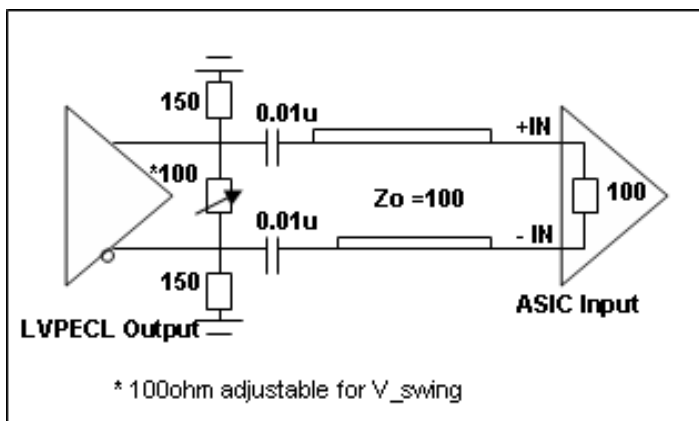 150
0.01u
+IN
*100
100
Zo =100
0.01u
- IN
150
ASIC Input
LVPECL Output
* 100ohm adjustable for V_swing